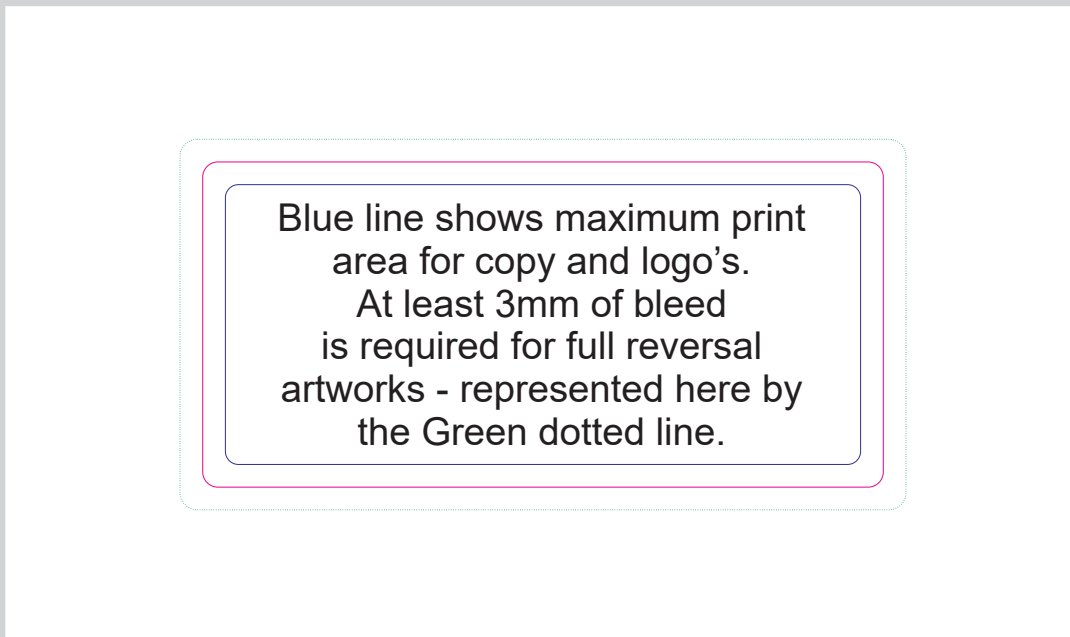 Blue line shows maximum print
area for copy and logo’s.
At least 3mm of bleed
is required for full reversal
artworks - represented here by
the Green dotted line.